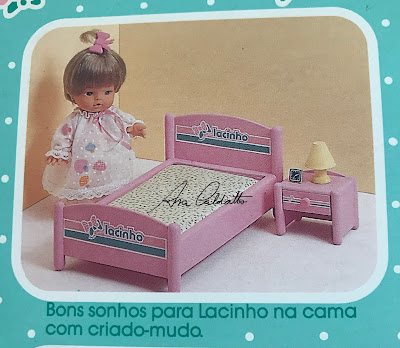 lacinho
Ana Caldatto
lacinho
Bons sonhos para Lacinho na cama
com criado-mudo.